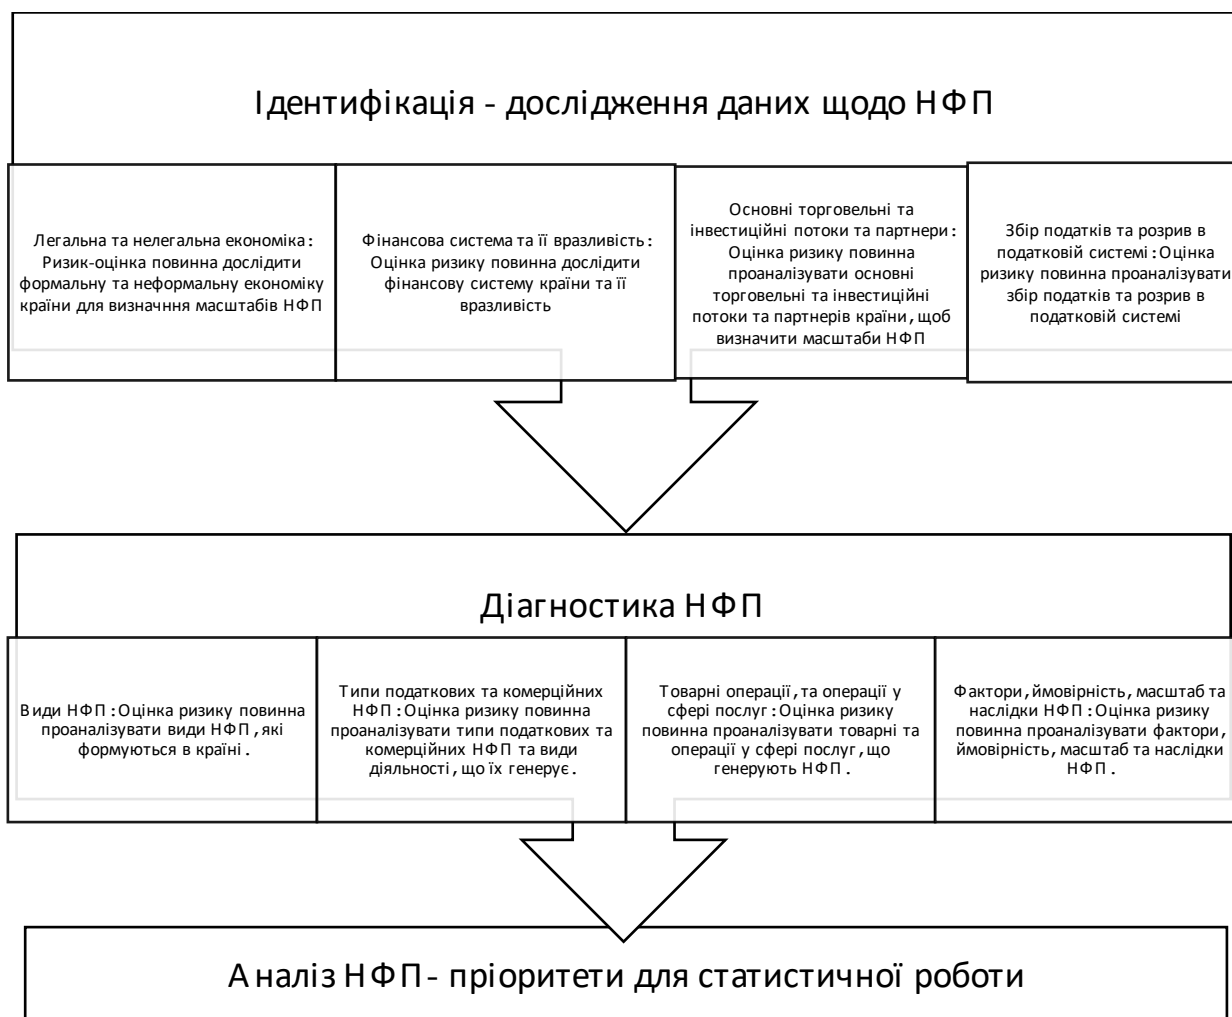 Ідентифікація - дослідження даних щодо НФП
Легальна та нелегальна економіка:
Ризик-оцінка повинна дослідити
формальну та неформальну економіку
країни для визначння масштабів НФП
Фінансова система та її вразливість:
Оцінка ризику повинна дослідити
фінансову систему країни та її
вразливість
Основні торговельні та
інвестиційні потоки та партнери:
Оцінка ризику повинна
проаналізувати основні
торговельні та інвестиційні
потоки та партнерів країни, щоб
визначити масштаби НФП
Збір податків та розрив в
податковій системі: Оцінка
ризику повинна проаналізувати
збір податків та розрив в
податковій системі
Діагностика НФП
Види НФП: Оцінка ризику повинна
проаналізувати види НФП, які
формуються в країні.
Типи податкових та комерційних
НФП: Оцінка ризику повинна
проаналізувати типи податкових та
комерційних НФП та види
діяльності, що їх генерує.
Товарні операції, та операції у
сфері послуг: Оцінка ризику
повинна проаналізувати товарні та
операції у сфері послуг, що
генерують НФП.
Фактори, ймовірність, масштаб та
наслідки НФП: Оцінка ризику
повинна проаналізувати фактори,
ймовірність, масштаб та наслідки
НФП.
Аналіз НФП - пріоритети для статистичної роботи